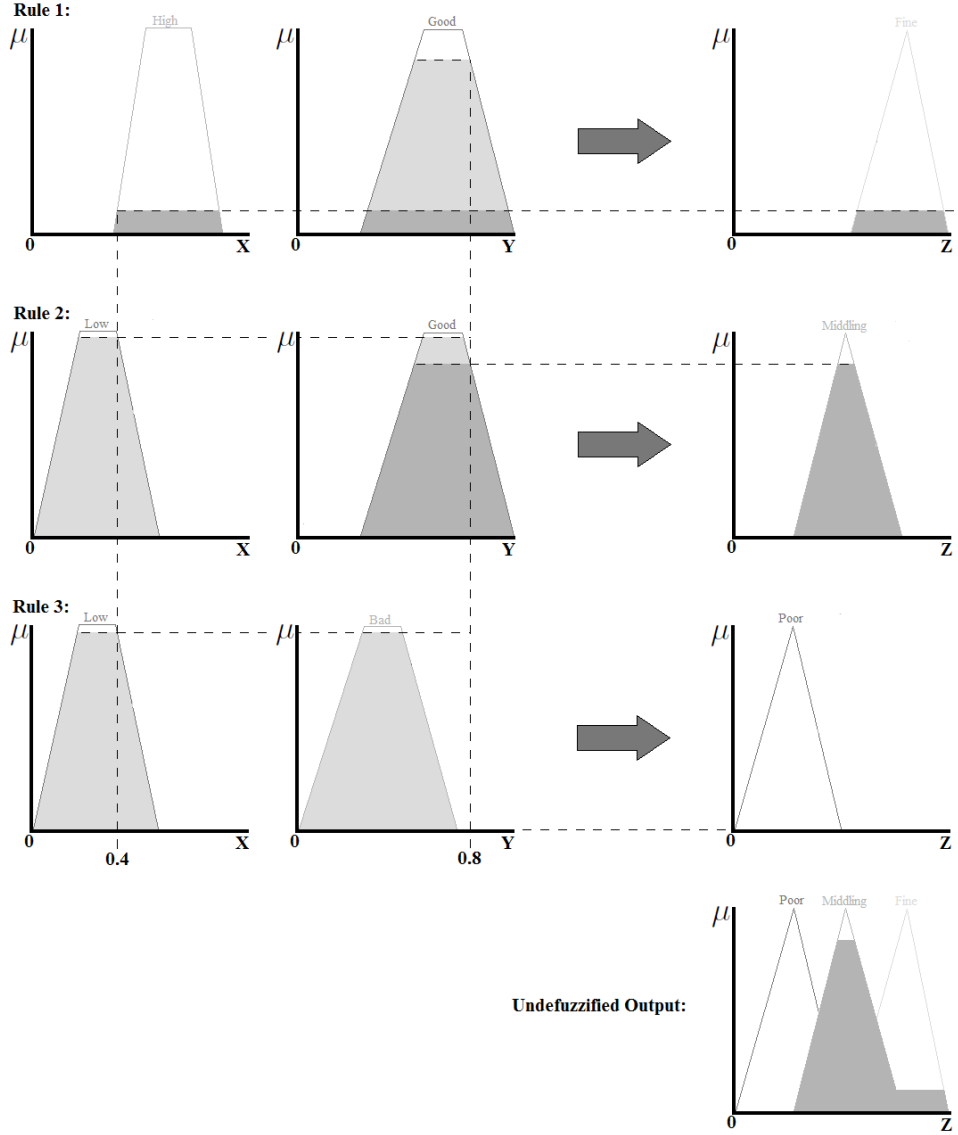 Rule 1:
High
Good
Fine
μ
0
X
Y
0
Z
Rule 2:
Low
Good
Middling
μ
μ
0
X
0
Y
0
Z
Rule 3:
Low
Bad
Poor
μ
μ
μ
0
X
0
Y
0
Z
0.4
0.8
Poor
Middling
Fine
μ
Undefuzzified Output:
0
Z